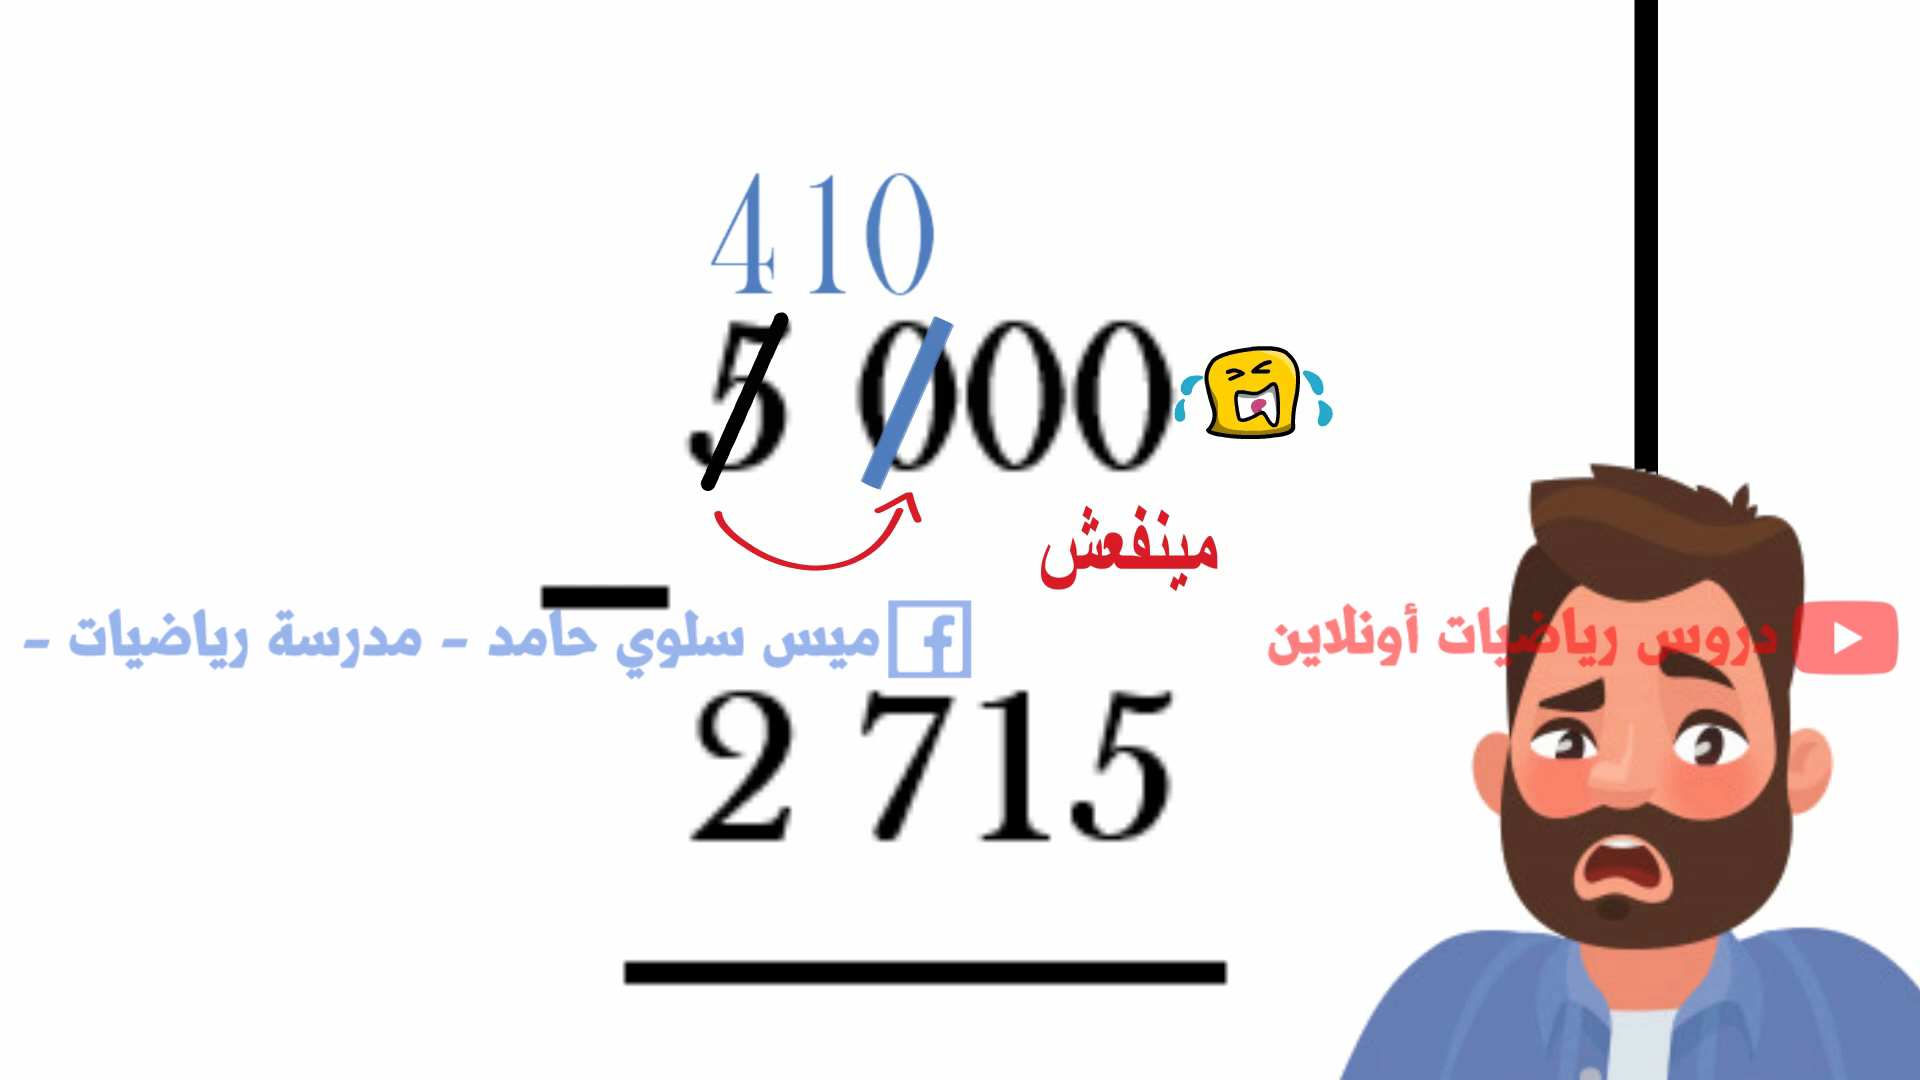 410
5 000
مينفعش
دروس رياضيات أونلاين
ميس سلوي حامد - مدرسة رياضيات -
−
2 715